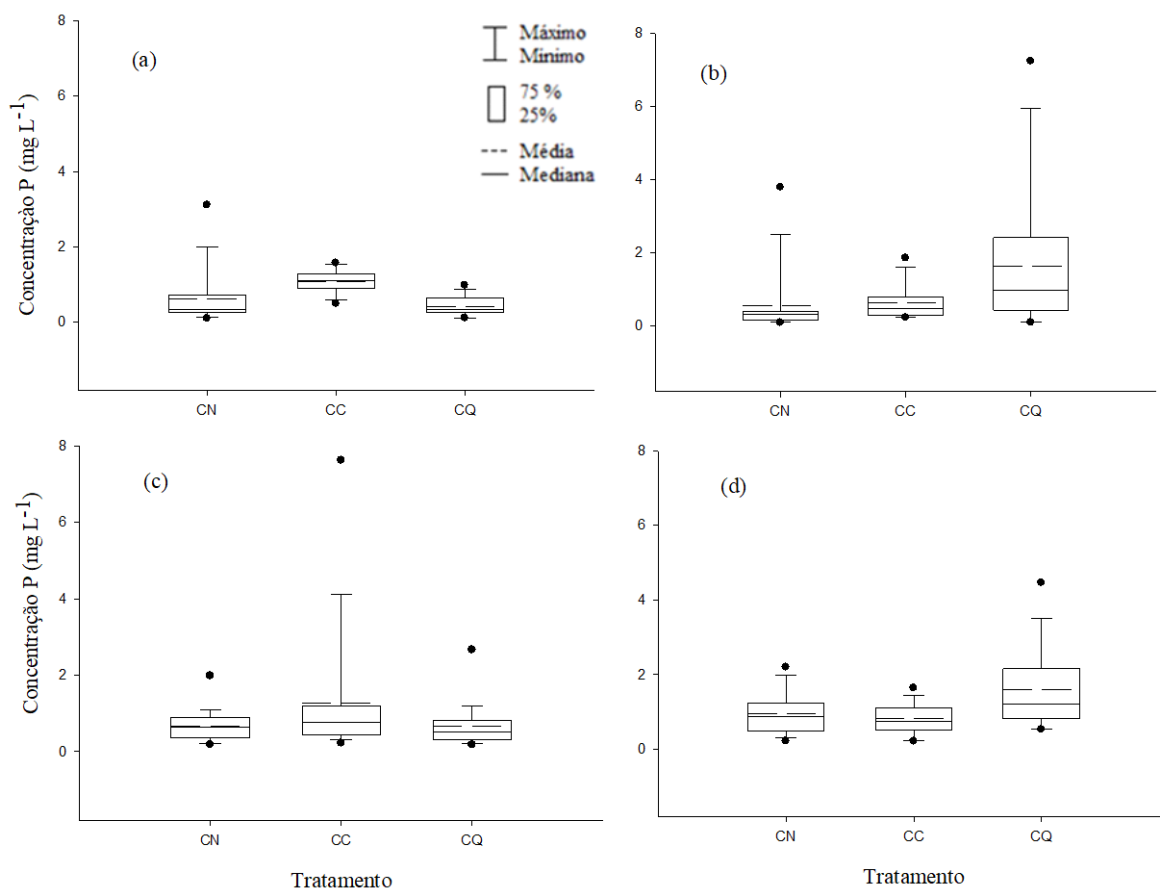 (a)
8
6
4
2
0
Concentração P (mg L-1)
CN CC CQ
Máximo
Mínimo
75 %
25%
Média
Mediana
(b)
8
6
4
2
0
CN CC CQ
(c)
8
6
4
2
0
Concentração P (mg L-1)
CN CC CQ
Tratamento
(d)
8
6
4
2
0
CN CC CQ
Tratamento